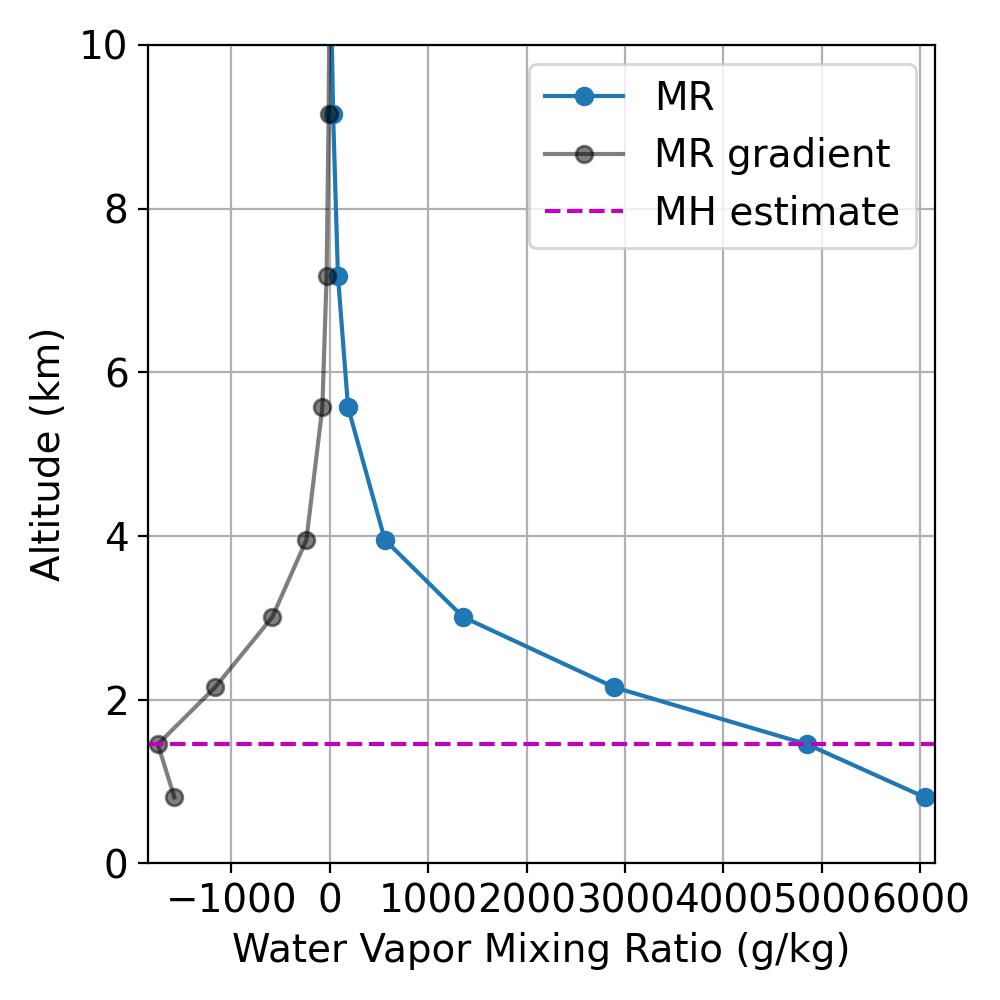 10
8
6
4
2
0
Altitude (km)
MR
MR gradient
MH estimate
−1000 0 1000 2000 3000 4000 5000 6000
Water Vapor Mixing Ratio (g/kg)